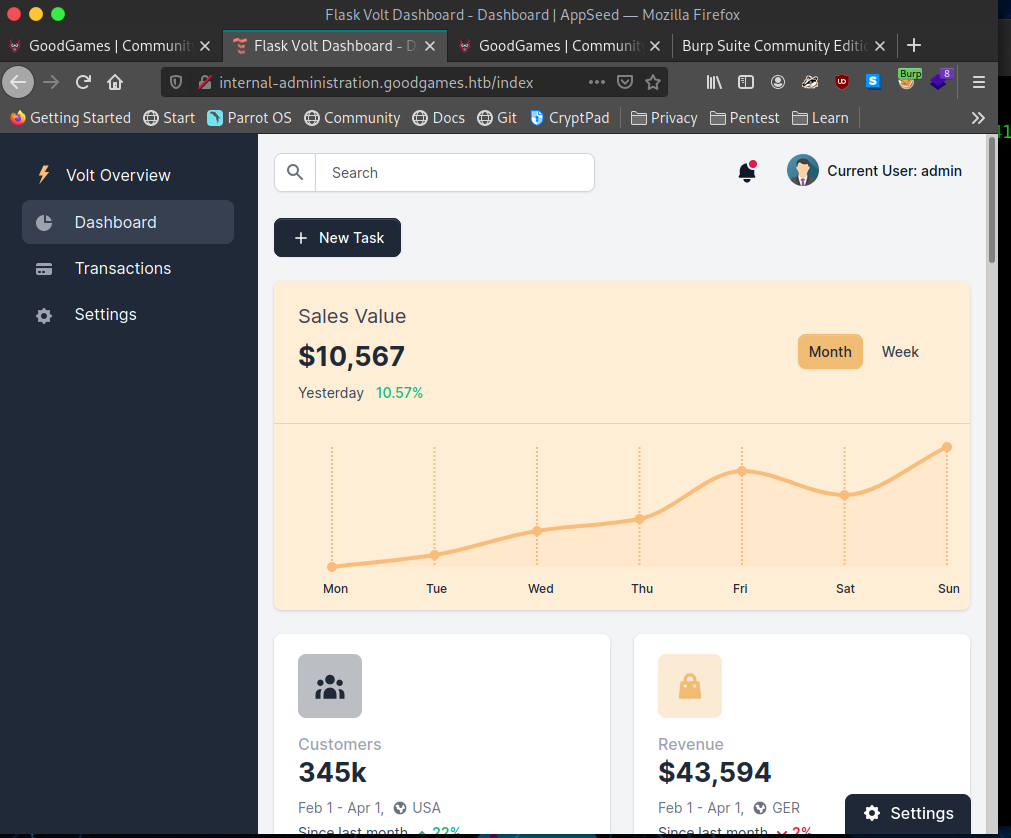 Flask Volt Dashboard - Dashboard | AppSeed — Mozilla Firefox
GoodGames | Communit
Flask Volt Dashboard - D
GoodGames | Communit
Burp Suite Community Editio
internal-administration.goodgames.htb/index
UD
S
Burp
8
Getting Started
Start
Parrot OS
Community
Docs
Git
CryptPad
Privacy
Pentest
Learn
41
Volt Overview
Dashboard
Transactions
Settings
Search
Current User: admin
New Task
Sales Value
$10,567
Yesterday 10.57%
Month
Week
Mon Tue Wed Thu Fri Sat Sun
Customers
345k
Feb 1 - Apr 1, USA
Since last month 22%
Revenue
$43,594
Feb 1 - Apr 1, GER
Since last month 2%
Settings